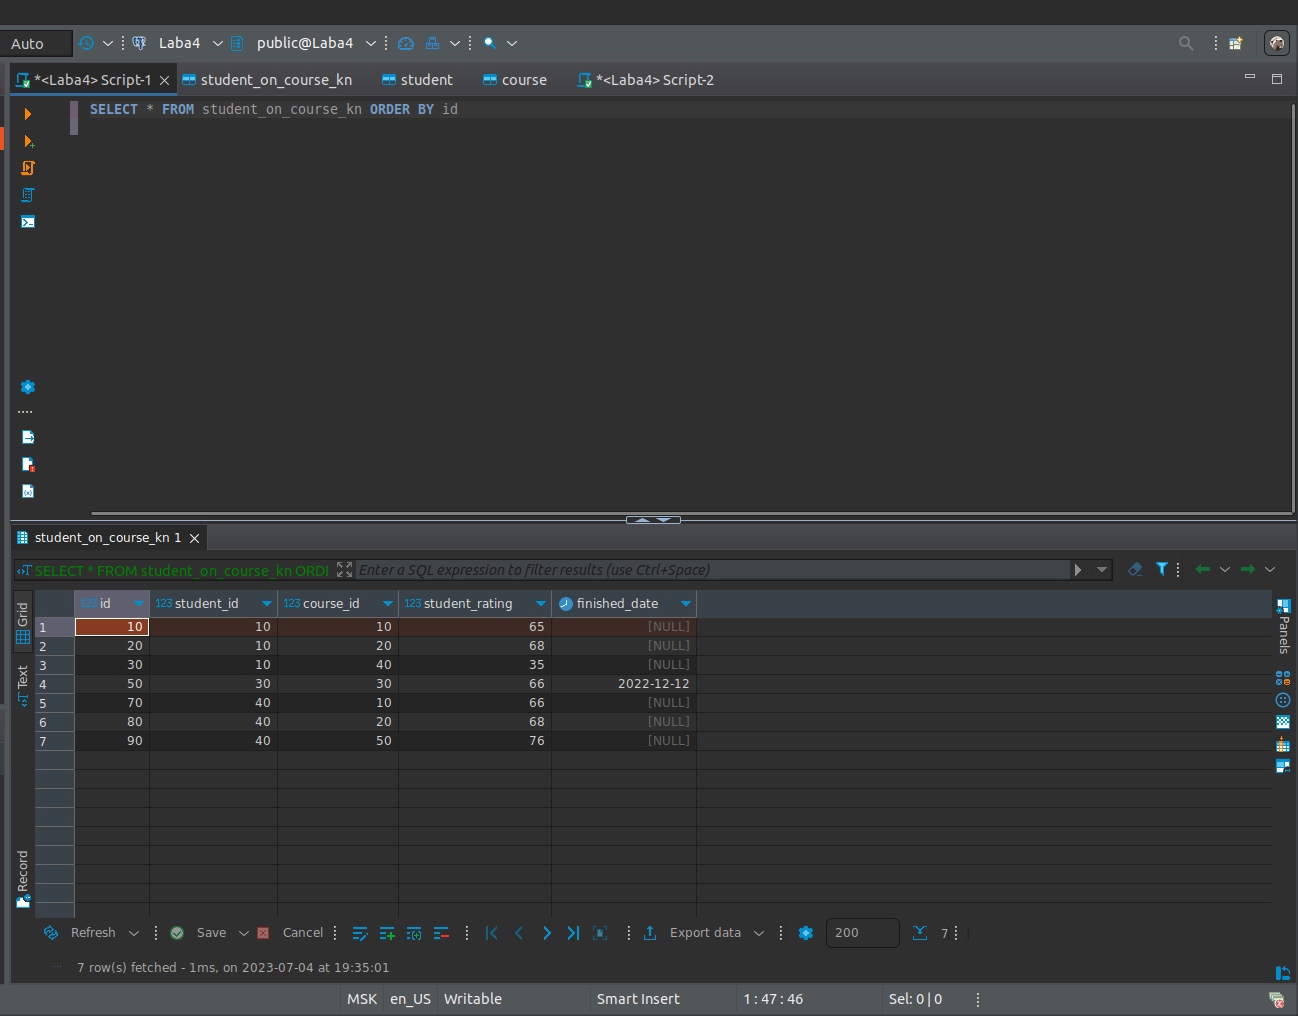 Auto Laba4 public@Laba4
*<Laba4> Script-1 student_on_course_kn student course *<Laba4> Script-2
SELECT * FROM student_on_course_kn ORDER BY id
student_on_course_kn 1
SELECT * FROM student_on_course_kn ORDI Enter a SQL expression to filter results (use Ctrl+Space)
Grid
Text
Record
Panels
123 id 123 student_id 123 course_id 123 student_rating finished_date
1 10 10 10 65 [NULL]
2 20 10 20 68 [NULL]
3 30 10 40 35 [NULL]
4 50 30 30 66 2022-12-12
5 70 40 10 66 [NULL]
6 80 40 20 68 [NULL]
7 90 40 50 76 [NULL]
Refresh Save Cancel Export data 200 7
7 row(s) fetched - 1ms, on 2023-07-04 at 19:35:01
MSK en_US Writable Smart Insert 1 : 47 : 46 Sel: 0 | 0